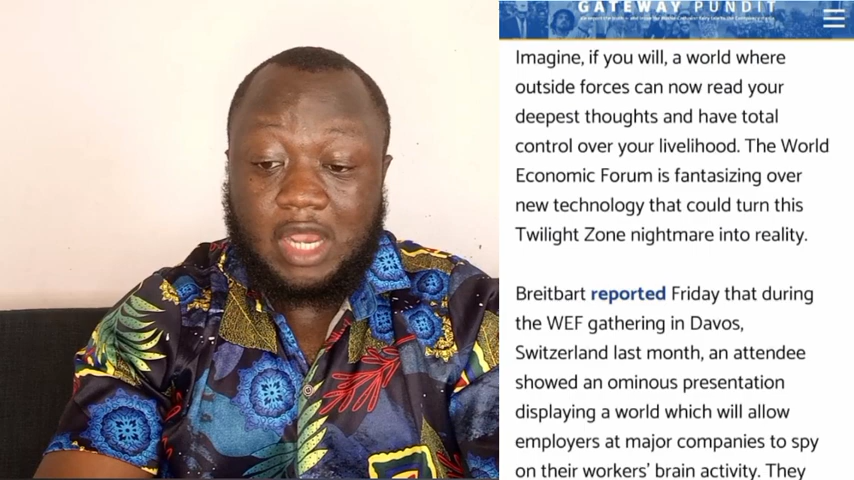 GATEWAY PUNDIT
Imagine, if you will, a world where
outside forces can now read your
deepest thoughts and have total
control over your livelihood. The World
Economic Forum is fantasizing over
new technology that could turn this
Twilight Zone nightmare into reality.
Breitbart reported Friday that during
the WEF gathering in Davos,
Switzerland last month, an attendee
showed an ominous presentation
displaying a world which will allow
employers at major companies to spy
on their workers’ brain activity. They